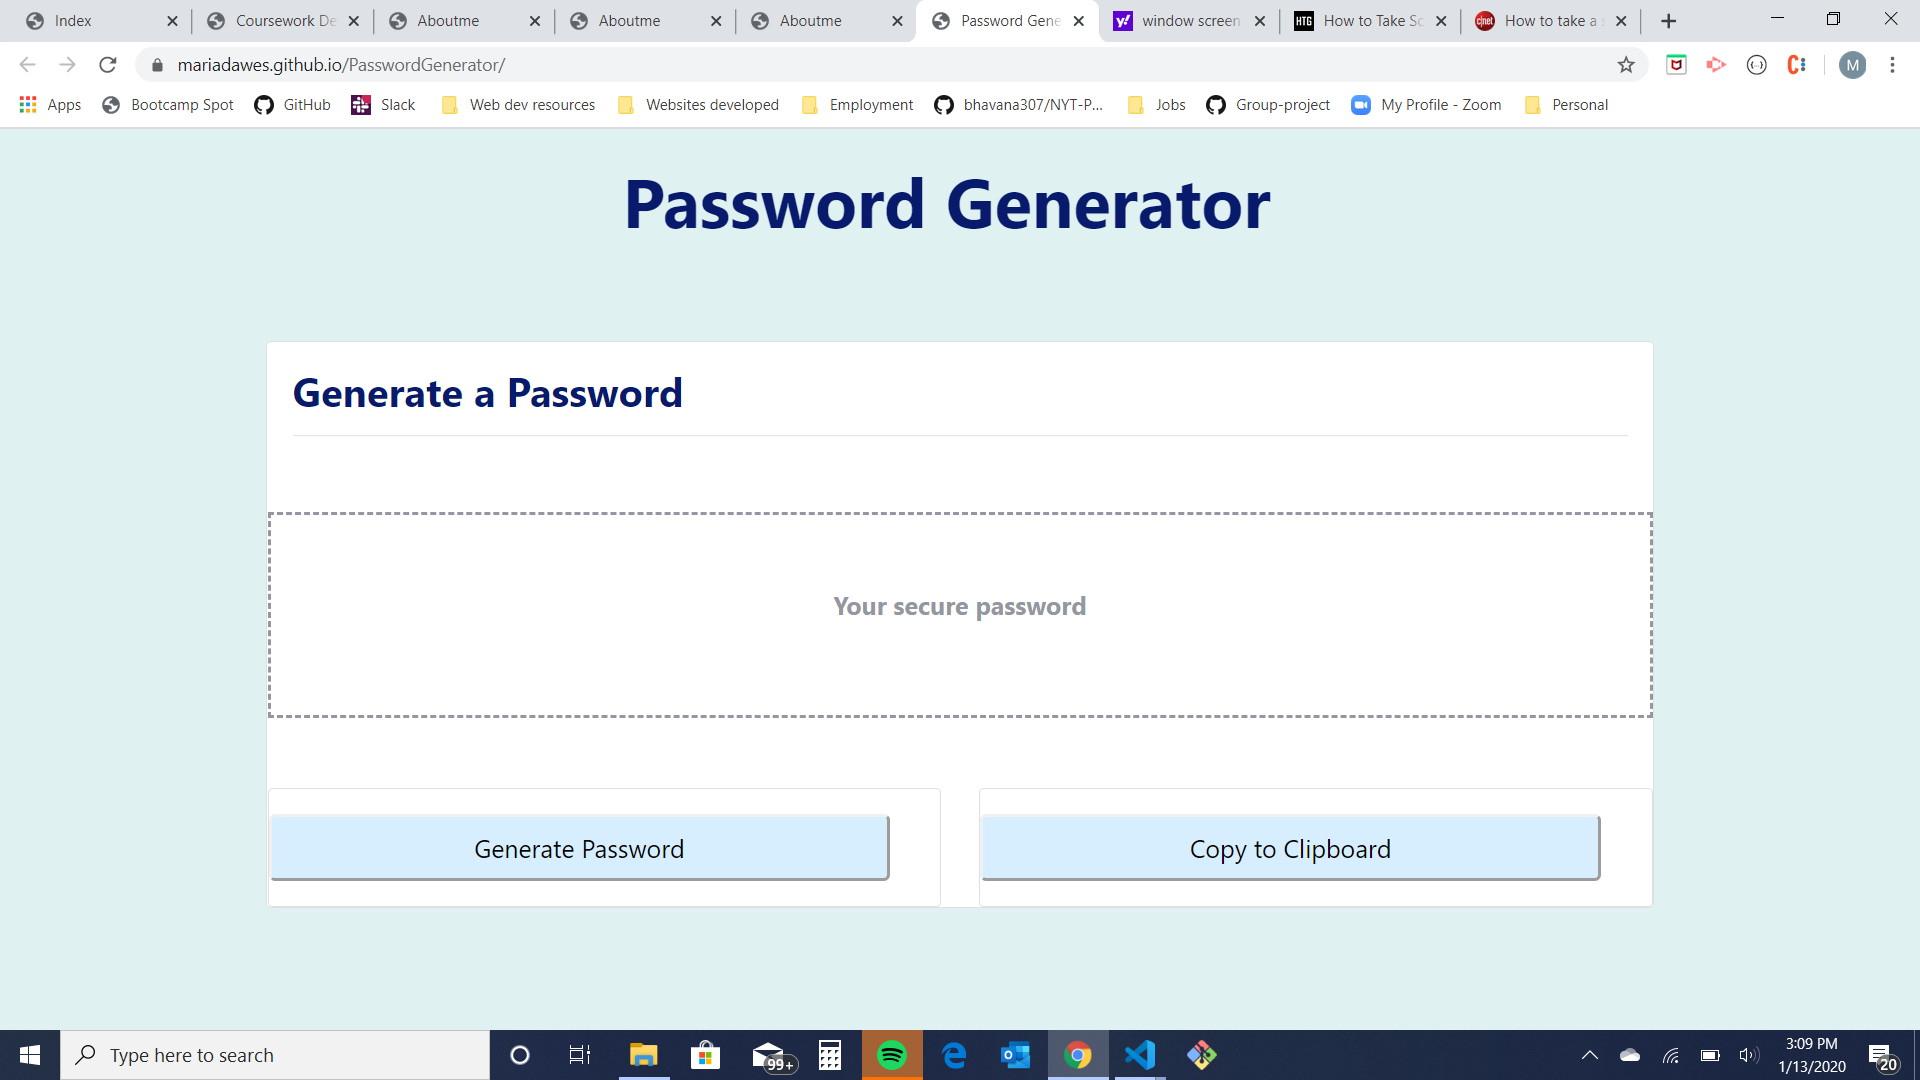 Index
Coursework De
Aboutme
Aboutme
Aboutme
Password Gene
window screen
HTG
How to Take Sc
c|net
How to take a s
mariadawes.github.io/PasswordGenerator/
M
Apps
Bootcamp Spot
GitHub
Slack
Web dev resources
Websites developed
Employment
bhavana307/NYT-P...
Jobs
Group-project
My Profile - Zoom
Personal
Password Generator
Generate a Password
Your secure password
Generate Password
Copy to Clipboard
Type here to search
99+
3:09 PM
1/13/2020
20